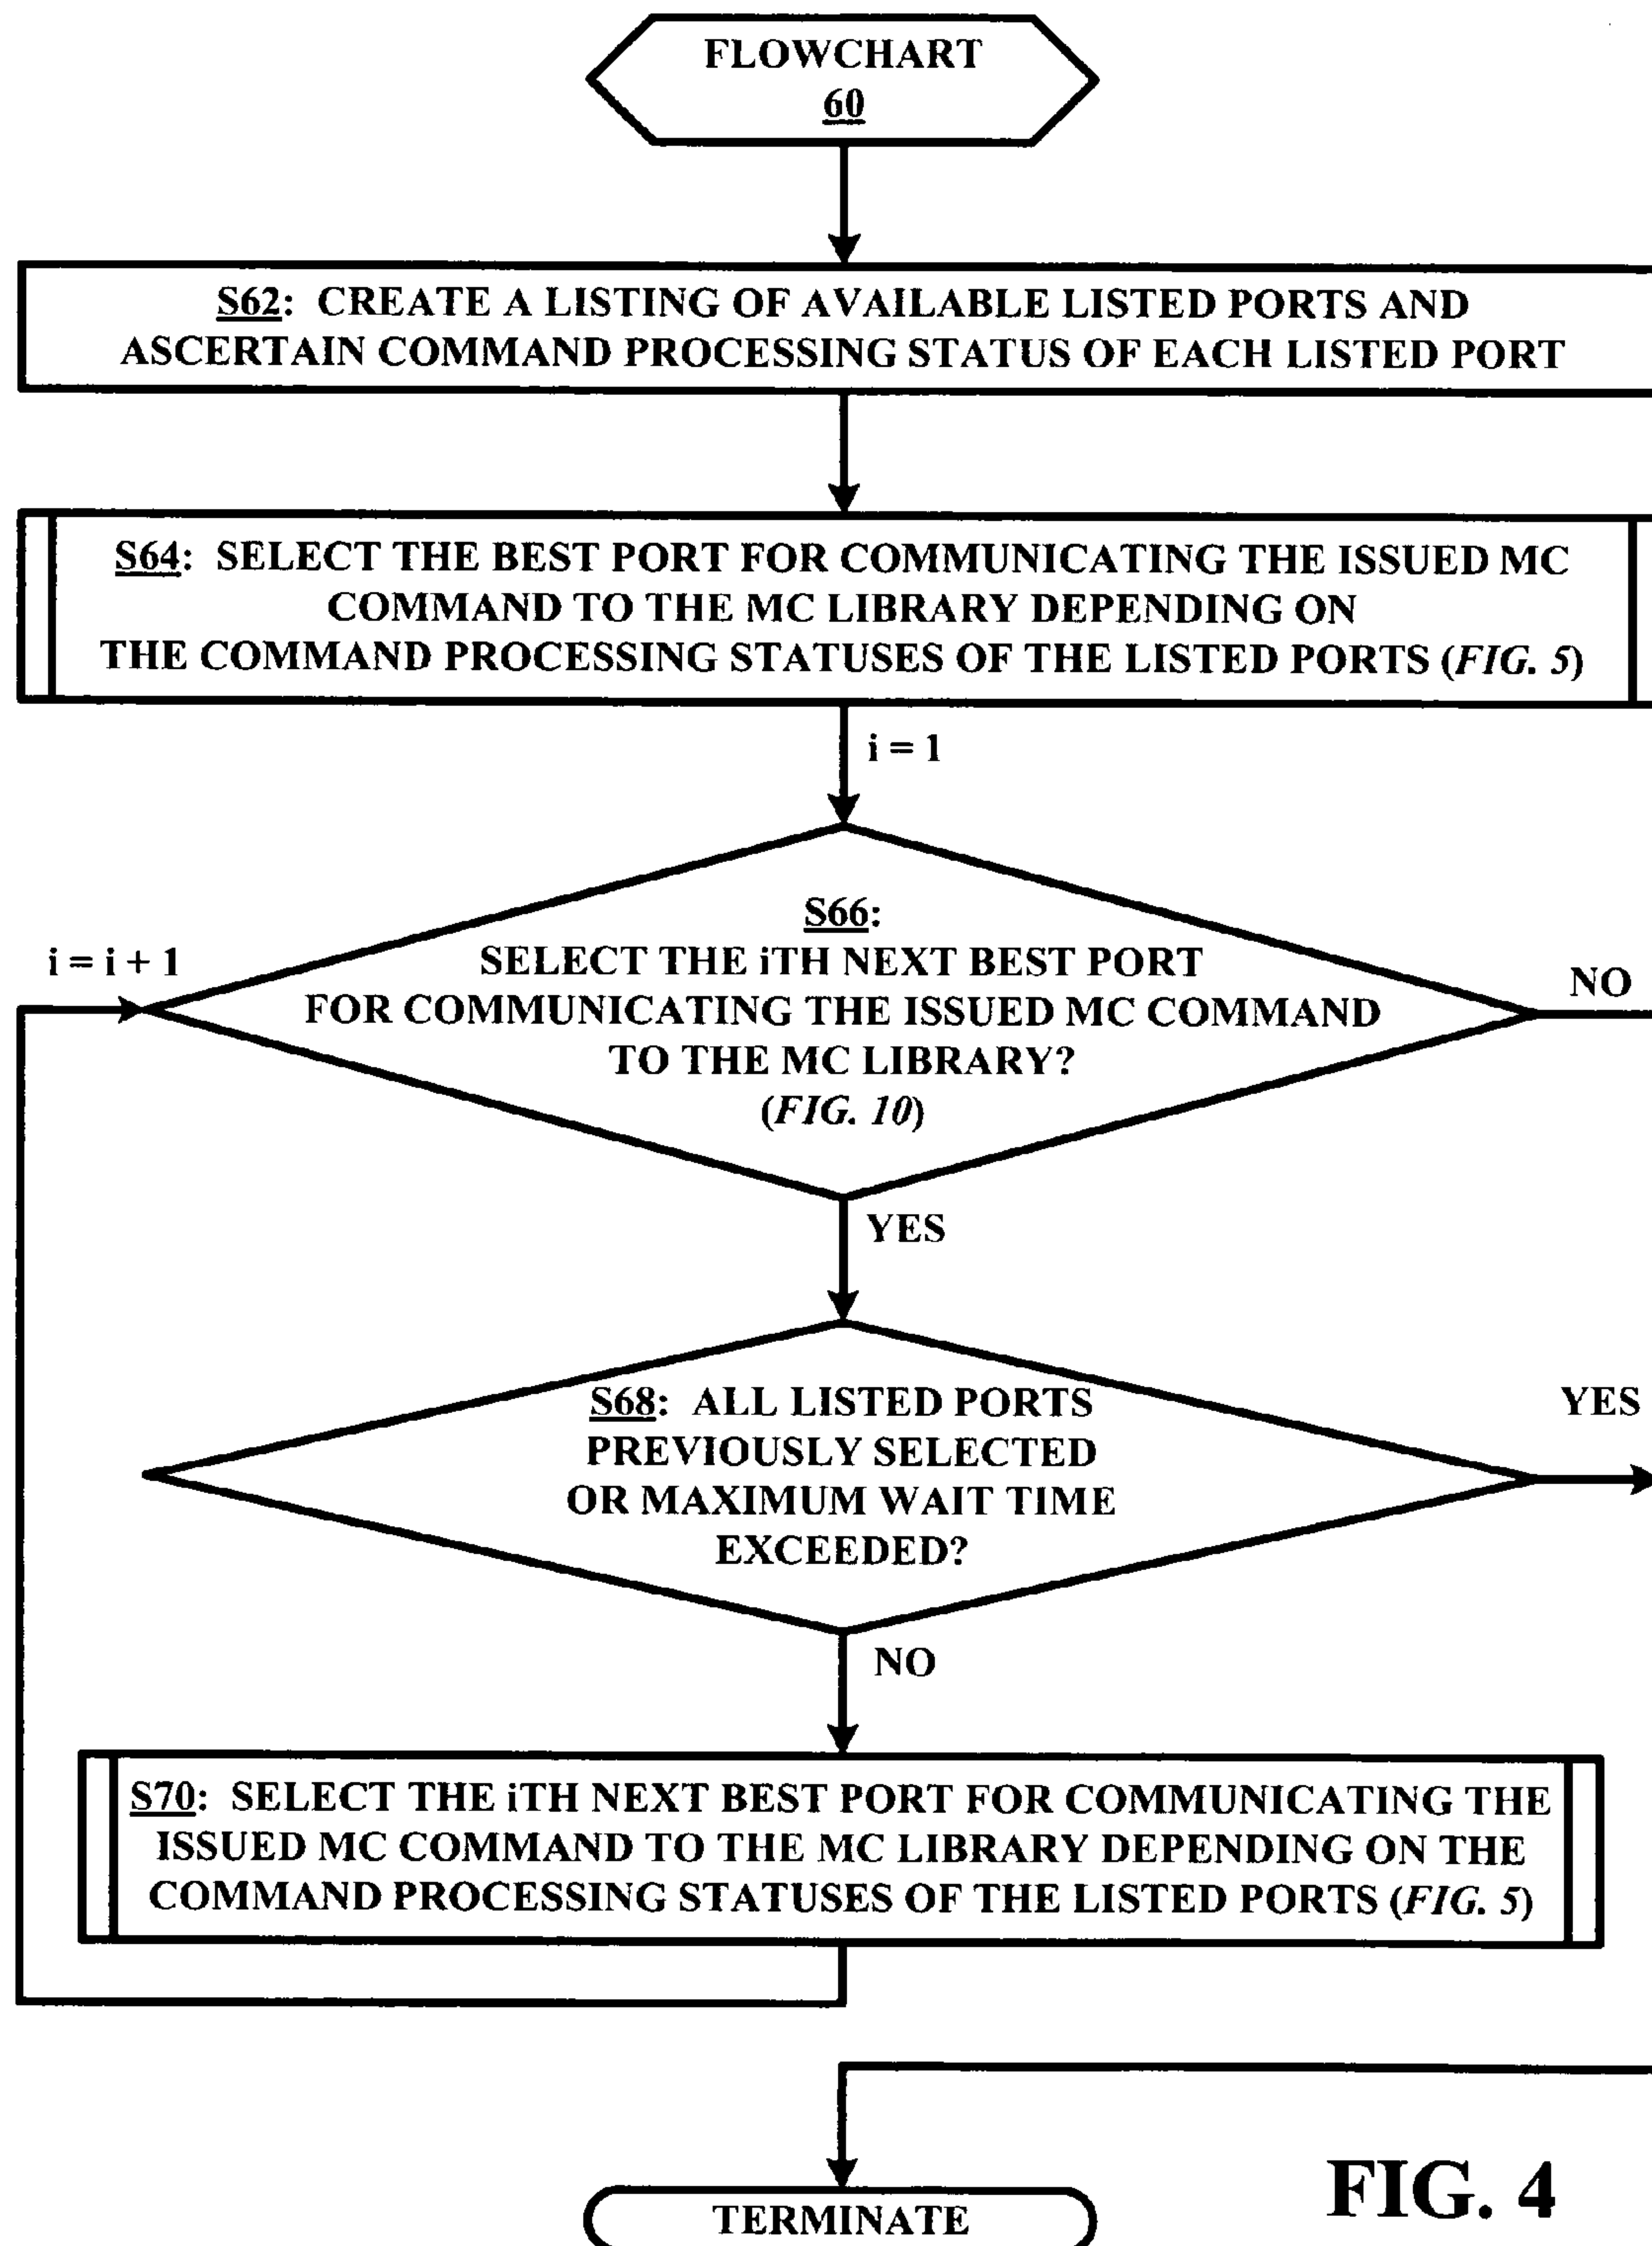 FLOWCHART
60
S62: CREATE A LISTING OF AVAILABLE LISTED PORTS AND
ASCERTAIN COMMAND PROCESSING STATUS OF EACH LISTED PORT
S64: SELECT THE BEST PORT FOR COMMUNICATING THE ISSUED MC
COMMAND TO THE MC LIBRARY DEPENDING ON
THE COMMAND PROCESSING STATUSES OF THE LISTED PORTS (FIG. 5)
i = 1
S66:
SELECT THE iTH NEXT BEST PORT
FOR COMMUNICATING THE ISSUED MC COMMAND
TO THE MC LIBRARY?
(FIG. 10)
i = i + 1
NO
YES
S68: ALL LISTED PORTS
PREVIOUSLY SELECTED
OR MAXIMUM WAIT TIME
EXCEEDED?
YES
NO
S70: SELECT THE iTH NEXT BEST PORT FOR COMMUNICATING THE
ISSUED MC COMMAND TO THE MC LIBRARY DEPENDING ON THE
COMMAND PROCESSING STATUSES OF THE LISTED PORTS (FIG. 5)
TERMINATE
FIG. 4